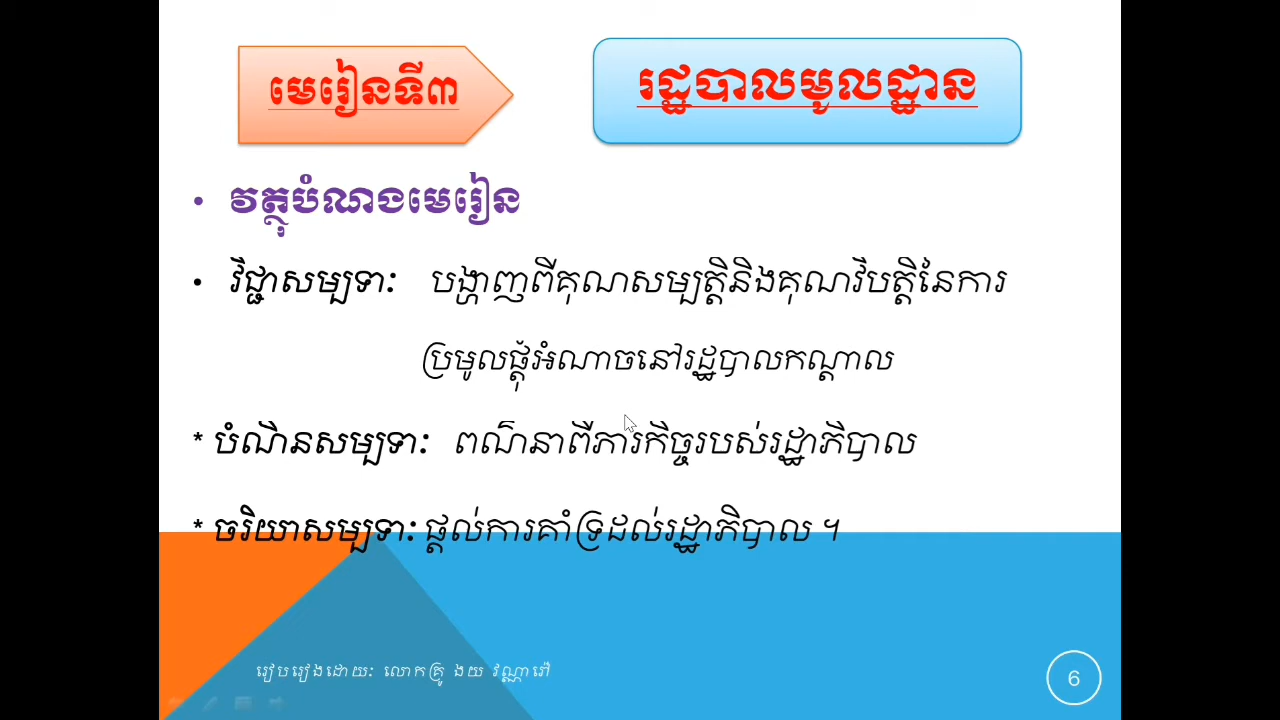 មេរៀនទី៣
រដ្ឋបាលមូលដ្ឋាន
• វត្ថុបំណងមេរៀន
• វិជ្ជាសម្បទាៈ បង្ហាញពីគុណសម្បត្តិនិងគុណវិបត្តិនៃការ
ប្រមូលផ្តុំអំណាចនៅរដ្ឋបាលកណ្តាល
* បំណិនសម្បទាៈ ពណ៌នាពីភារកិច្ចរបស់រដ្ឋាភិបាល
* ចរិយាសម្បទាៈ ផ្តល់ការគាំទ្រដល់រដ្ឋាភិបាល ។
រៀបរៀងដោយៈ លោកគ្រូ ងយ វណ្ណារ៉ៅ
6